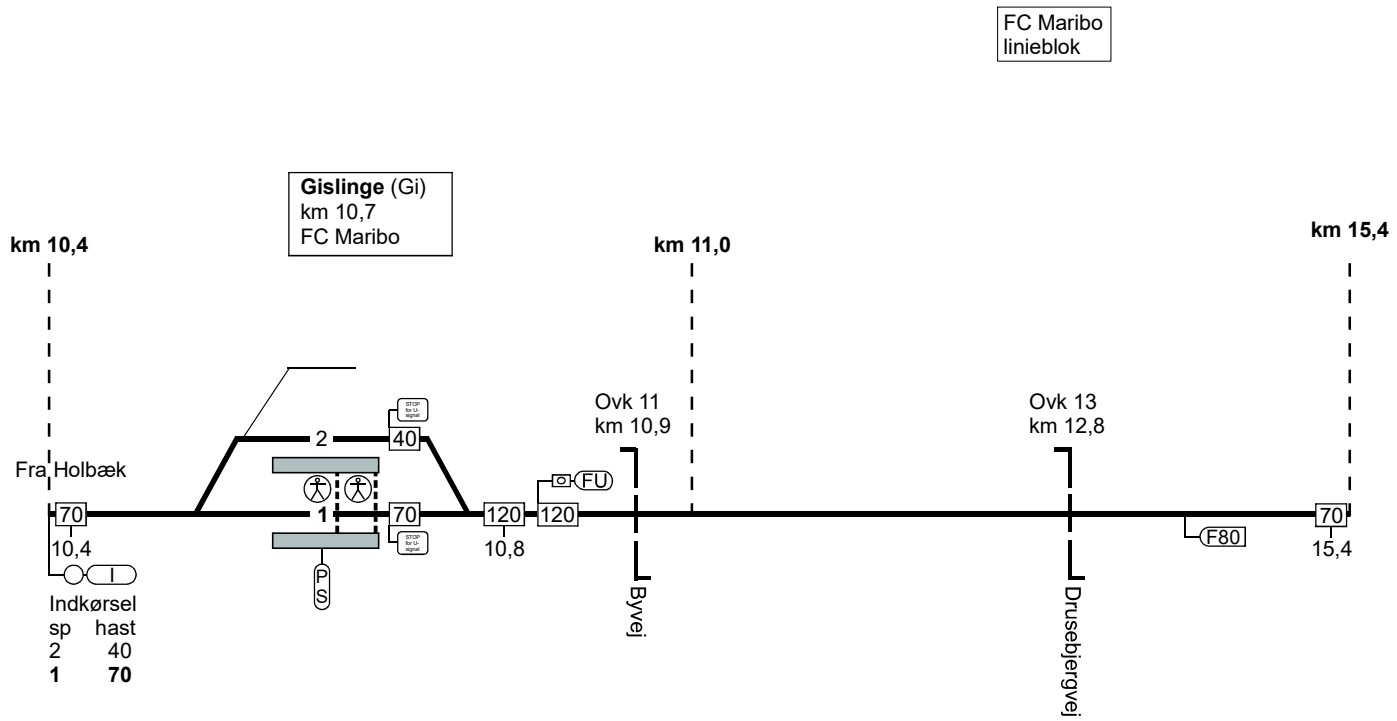 FC Maribo
linieblok
Gislinge (Gi)
km 10,7
FC Maribo
km 10,4
km 11,0
km 15,4
Ovk 11
km 10,9
Ovk 13
km 12,8
STOP
for U-
signal
2
40
Fra Holbæk
FU
70
1
70
120
120
70
10,4
10,8
F80
15,4
STOP
for U-
signal
I
P
S
Indkørsel
sp hast
2 40
1 70
Byvej
Drusebjergvej